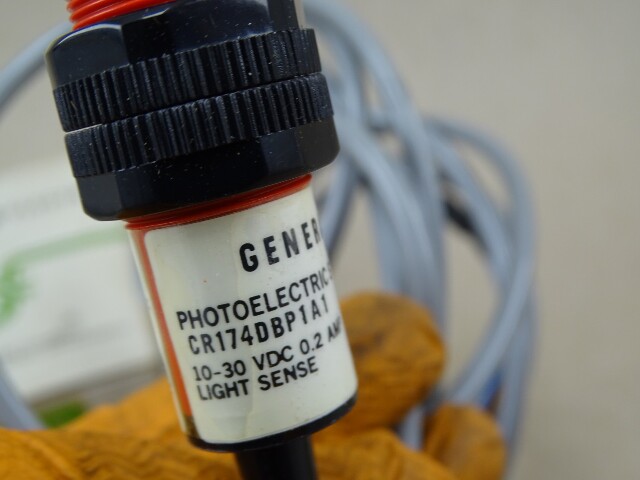 GENER
PHOTOELECTRIC
CR174DBP1A1
10-30 VDC 0.2 AM
LIGHT SENSE